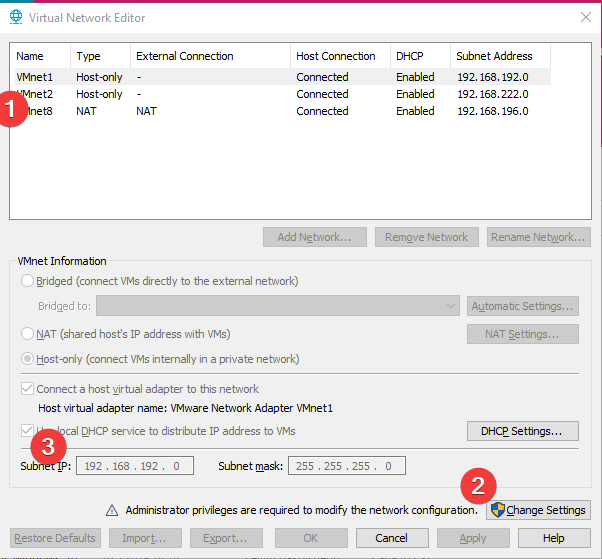 Virtual Network Editor
Name Type External Connection Host Connection DHCP Subnet Address
VMnet1 Host-only - Connected Enabled 192.168.192.0
VMnet2 Host-only - Connected Enabled 192.168.222.0
1 VMnet8 NAT NAT Connected Enabled 192.168.196.0
Add Network... Remove Network Rename Network...
VMnet Information
Bridged (connect VMs directly to the external network)
Bridged to: Automatic Settings...
NAT (shared host's IP address with VMs) NAT Settings...
Host-only (connect VMs internally in a private network)
Connect a host virtual adapter to this network
Host virtual adapter name: VMware Network Adapter VMnet1
local DHCP service to distribute IP address to VMs DHCP Settings...
3
Subnet IP: 192 . 168 . 192 . 0 Subnet mask: 255 . 255 . 255 . 0
2
Administrator privileges are required to modify the network configuration. Change Settings
Restore Defaults Import... Export... OK Cancel Apply Help